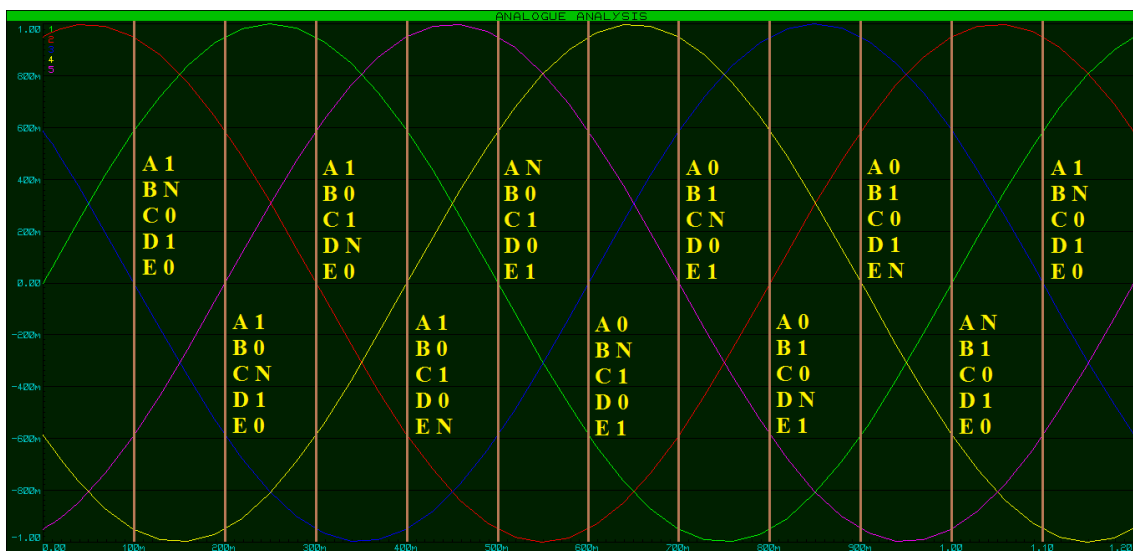 ANALOGUE ANALYSIS
1.00
1
2
3
4
5
800m
600m
400m
200m
0.00
-200m
-400m
-600m
-800m
-1.00
A 1
B N
C 0
D 1
E 0
A 1
B 0
C N
D 1
E 0
A 1
B 0
C 1
D N
E 0
A 1
B 0
C 1
D 0
E N
A N
B 0
C 1
D 0
E 1
A 0
B N
C 1
D 0
E 1
A 0
B 1
C N
D 0
E 1
A 0
B 1
C 0
D N
E 1
A 0
B 1
C 0
D 1
E N
A N
B 1
C 0
D 1
E 0
A 1
B N
C 0
D 1
E 0
0.00 100m 200m 300m 400m 500m 600m 700m 800m 900m 1.00 1.10 1.20